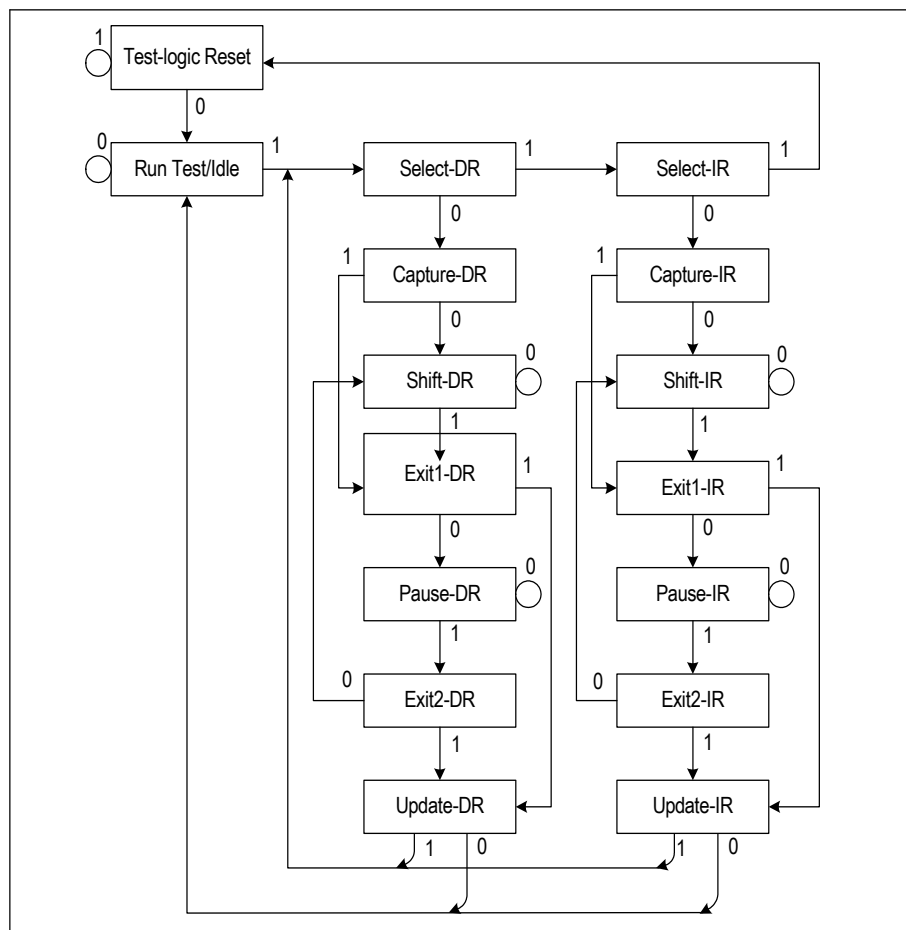 1
Test-logic Reset
0
0
Run Test/Idle
1
Select-DR
1
Select-IR
1
0
0
1
Capture-DR
1
Capture-IR
0
0
Shift-DR
0
Shift-IR
0
1
1
Exit1-DR
1
Exit1-IR
1
0
0
Pause-DR
0
Pause-IR
0
1
1
0
Exit2-DR
0
Exit2-IR
1
1
Update-DR
Update-IR
1
0
1
0